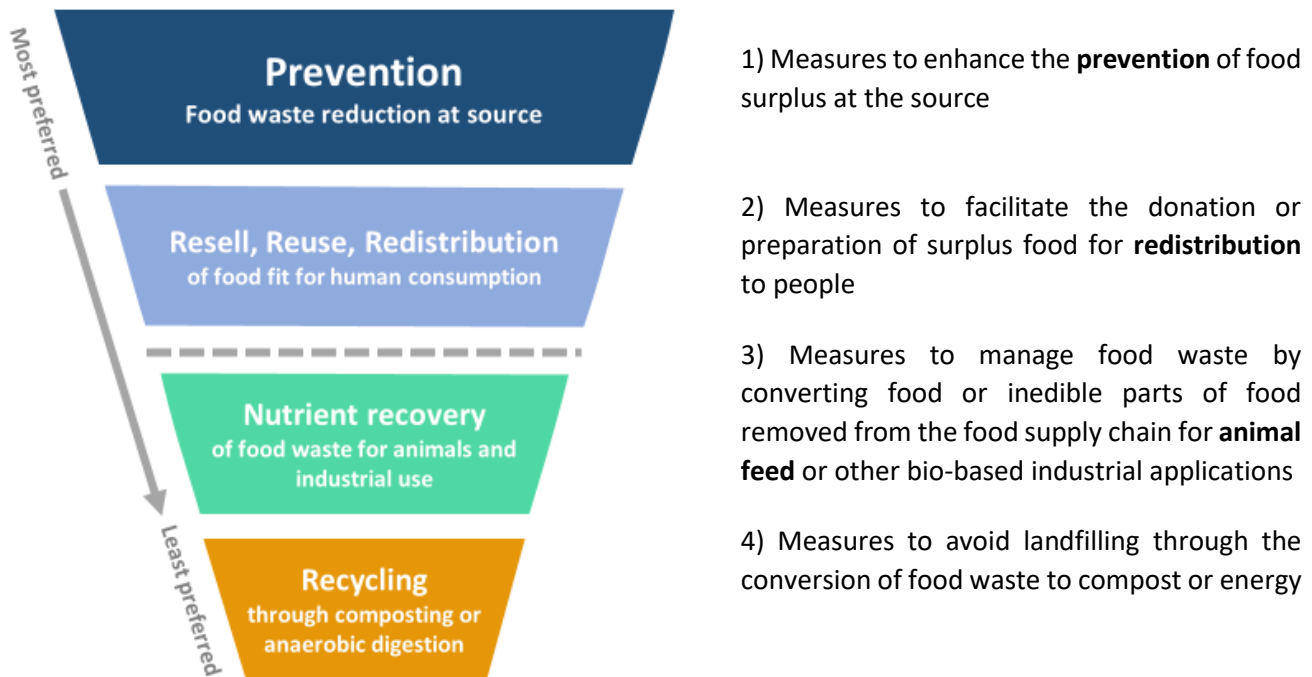 Most preferred
Least preferred
Prevention
Food waste reduction at source
Resell, Reuse, Redistribution
of food fit for human consumption
Nutrient recovery
of food waste for animals and
industrial use
Recycling
through composting or
anaerobic digestion
1) Measures to enhance the prevention of food
surplus at the source
2) Measures to facilitate the donation or
preparation of surplus food for redistribution
to people
3) Measures to manage food waste by
converting food or inedible parts of food
removed from the food supply chain for animal
feed or other bio-based industrial applications
4) Measures to avoid landfilling through the
conversion of food waste to compost or energy